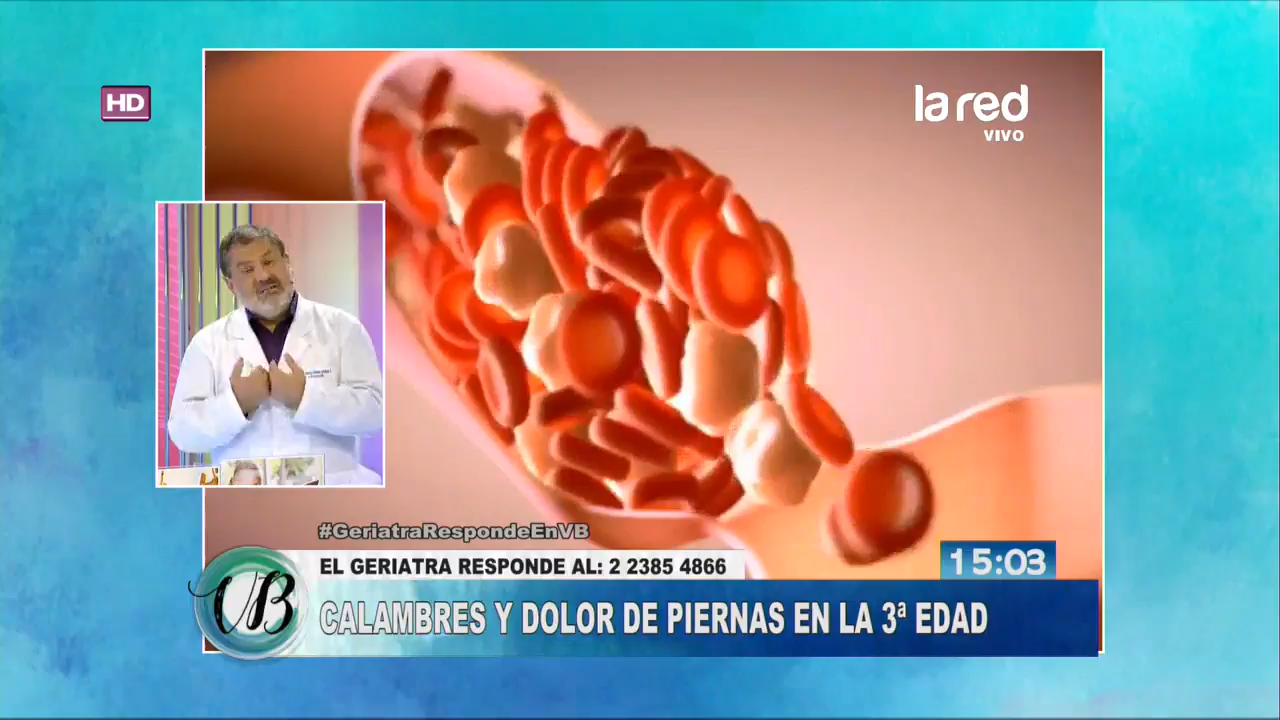 HD
la red
VIVO
#GeriatraRespondeEnVB
EL GERIATRA RESPONDE AL: 2 2385 4866
15:03
VB
CALAMBRES Y DOLOR DE PIERNAS EN LA 3ª EDAD